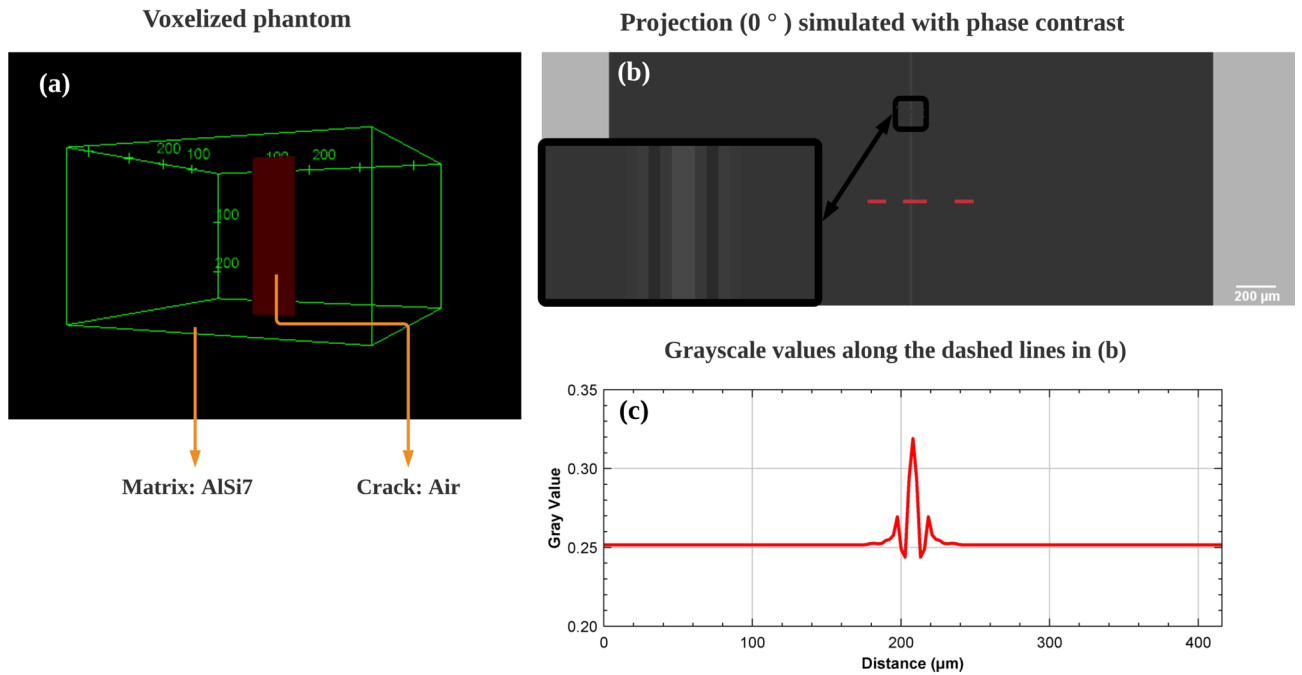 Voxelized phantom
Projection (0 ° ) simulated with phase contrast
(a)
200
100
100
200
100
200
Matrix: AlSi7
Crack: Air
(b)
200 µm
Grayscale values along the dashed lines in (b)
(c)
0.35
0.30
0.25
0.20
Gray Value
0
100
200
300
400
Distance (µm)